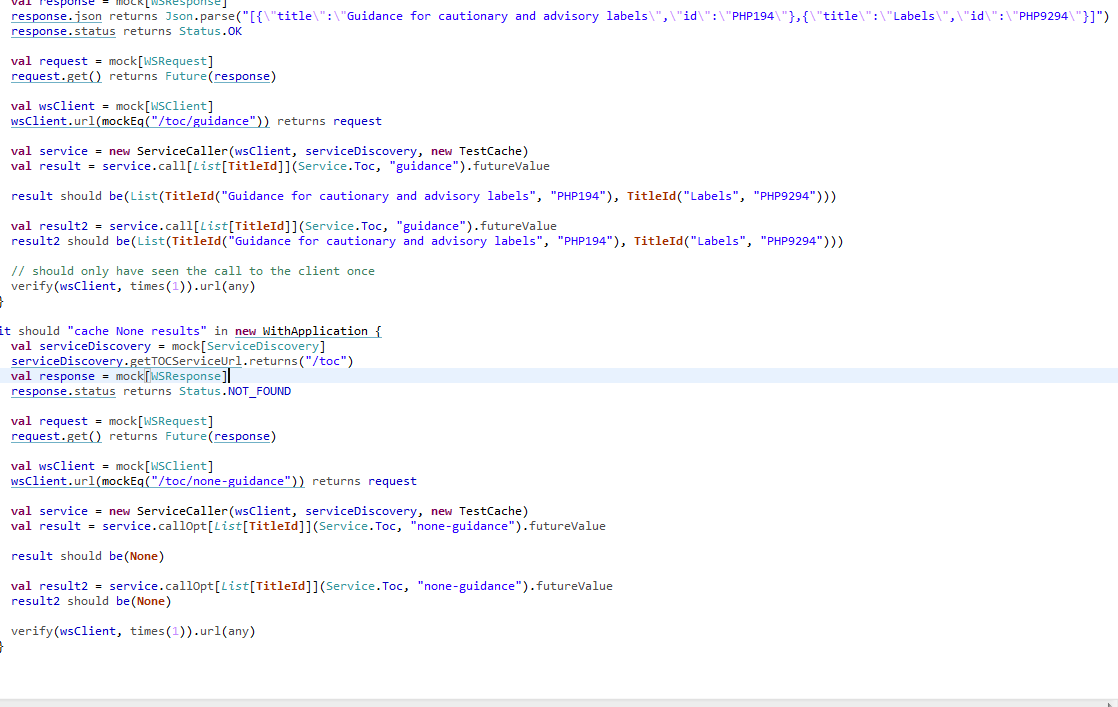 val response = mock[WSResponse]
response.json returns Json.parse("[{\"title\":\"Guidance for cautionary and advisory labels\",\"id\":\"PHP194\"},{\"title\":\"Labels\",\"id\":\"PHP9294\"}]")
response.status returns Status.OK
val request = mock[WSRequest]
request.get() returns Future(response)
val wsClient = mock[WSClient]
wsClient.url(mockEq("/toc/guidance")) returns request
val service = new ServiceCaller(wsClient, serviceDiscovery, new TestCache)
val result = service.call[List[TitleId]](Service.Toc, "guidance").futureValue
result should be(List(TitleId("Guidance for cautionary and advisory labels", "PHP194"), TitleId("Labels", "PHP9294")))
val result2 = service.call[List[TitleId]](Service.Toc, "guidance").futureValue
result2 should be(List(TitleId("Guidance for cautionary and advisory labels", "PHP194"), TitleId("Labels", "PHP9294")))
// should only have seen the call to the client once
verify(wsClient, times(1)).url(any)
}
it should "cache None results" in new WithApplication {
val serviceDiscovery = mock[ServiceDiscovery]
serviceDiscovery.getTOCServiceUrl.returns("/toc")
val response = mock[WSResponse]
response.status returns Status.NOT_FOUND
val request = mock[WSRequest]
request.get() returns Future(response)
val wsClient = mock[WSClient]
wsClient.url(mockEq("/toc/none-guidance")) returns request
val service = new ServiceCaller(wsClient, serviceDiscovery, new TestCache)
val result = service.callOpt[List[TitleId]](Service.Toc, "none-guidance").futureValue
result should be(None)
val result2 = service.callOpt[List[TitleId]](Service.Toc, "none-guidance").futureValue
result2 should be(None)
verify(wsClient, times(1)).url(any)
}